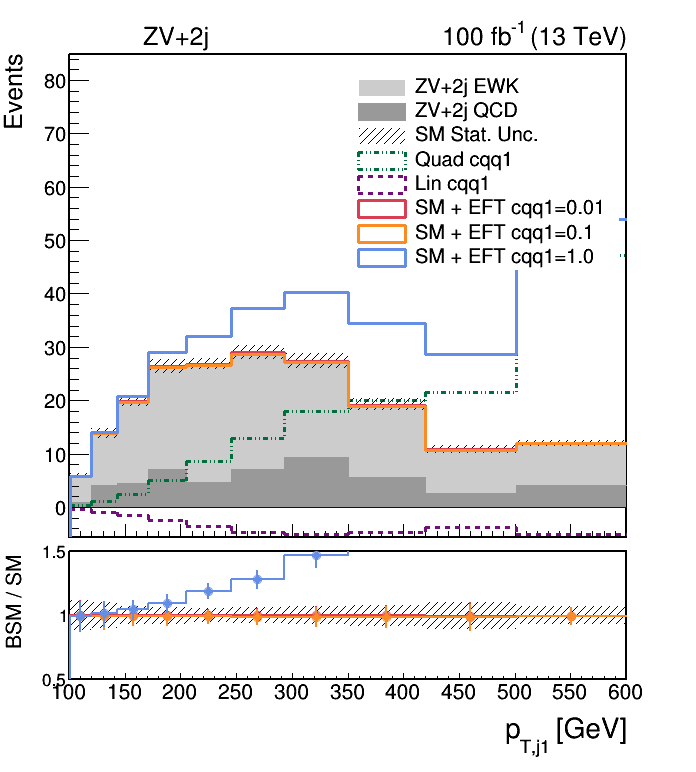 ZV+2j 100 fb-1 (13 TeV)
Events
80
70
60
50
40
30
20
10
0
ZV+2j EWK
ZV+2j QCD
SM Stat. Unc.
Quad cqq1
Lin cqq1
SM + EFT cqq1=0.01
SM + EFT cqq1=0.1
SM + EFT cqq1=1.0
BSM / SM
1.5
1
0.5
100 150 200 250 300 350 400 450 500 550 600
pT,j1 [GeV]